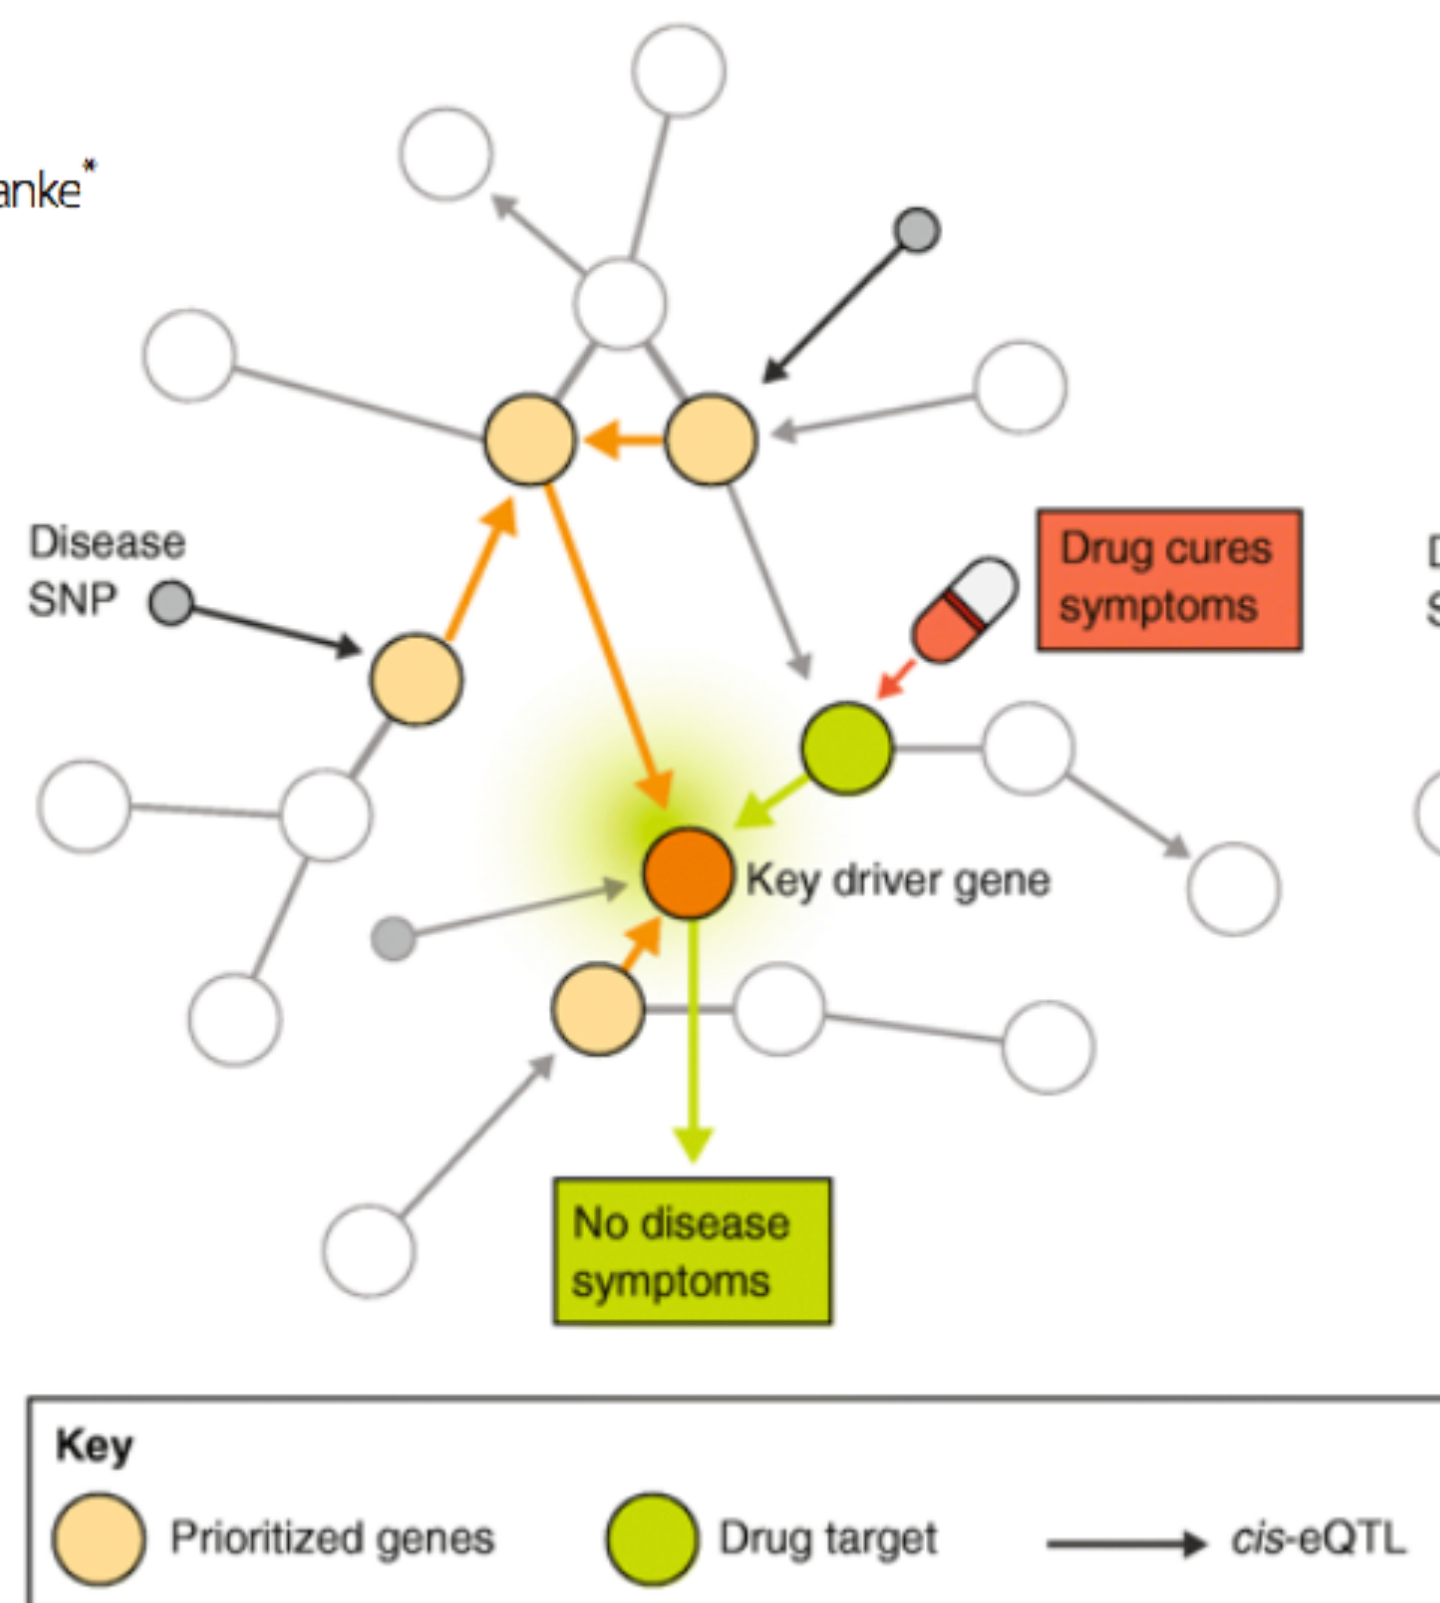 anke*
Disease
SNP
Drug cures
symptoms
Key driver gene
No disease
symptoms
Key
Prioritized genes
Drug target
cis-eQTL